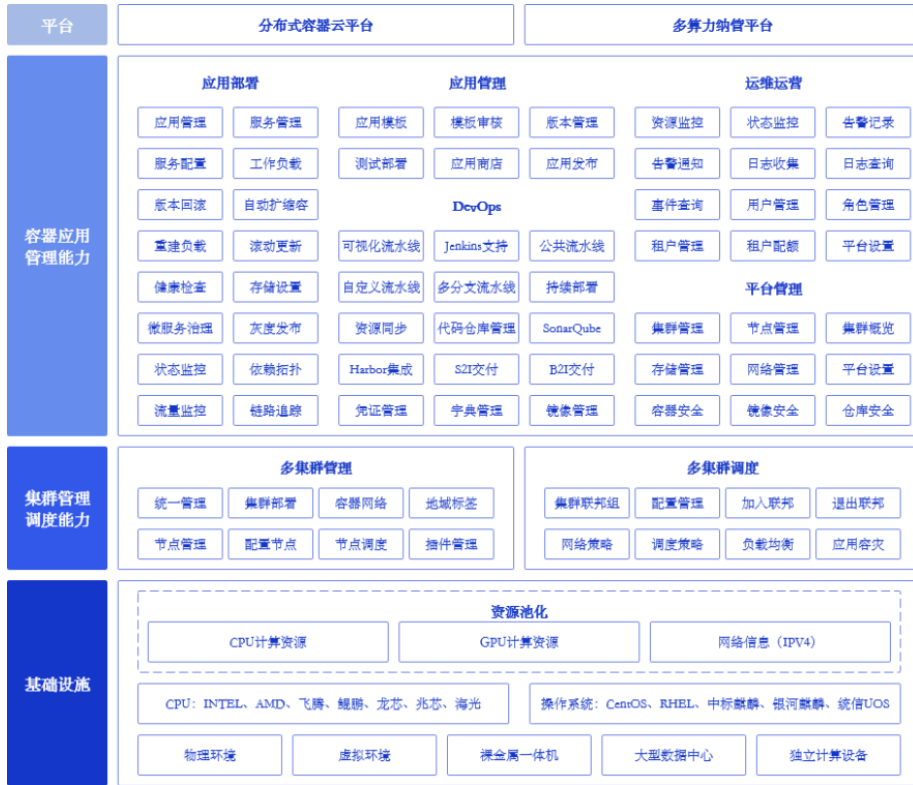 平台
分布式容器云平台
多算力纳管平台
容器应用
管理能力
应用部署
应用管理 服务管理
服务配置 工作负载
版本回滚 自动扩缩容
重建负载 滚动更新
健康检查 存储设置
微服务治理 灰度发布
状态监控 依赖拓扑
流量监控 链路追踪
应用管理
应用模板 模板审核 版本管理
测试部署 应用商店 应用发布
DevOps
可视化流水线 Jenkins支持 公共流水线
自定义流水线 多分支流水线 持续部署
资源同步 代码仓库管理 SonarQube
Harbor集成 S2I交付 B2I交付
凭证管理 字典管理 镜像管理
运维运营
资源监控 状态监控 告警记录
告警通知 日志收集 日志查询
事件查询 用户管理 角色管理
租户管理 租户配额 平台设置
平台管理
集群管理 节点管理 集群概览
存储管理 网络管理 平台设置
容器安全 镜像安全 仓库安全
集群管理
调度能力
多集群管理
统一管理 集群部署 容器网络 地域标签
节点管理 配置节点 节点调度 插件管理
多集群调度
集群联邦组 配置管理 加入联邦 退出联邦
网络策略 调度策略 负载均衡 应用容灾
基础设施
资源池化
CPU计算资源 GPU计算资源 网络信息（IPV4）
CPU：INTEL、AMD、飞腾、鲲鹏、龙芯、兆芯、海光
操作系统：CentOS、RHEL、中标麒麟、银河麒麟、统信UOS
物理环境 虚拟环境 裸金属一体机 大型数据中心 独立计算设备